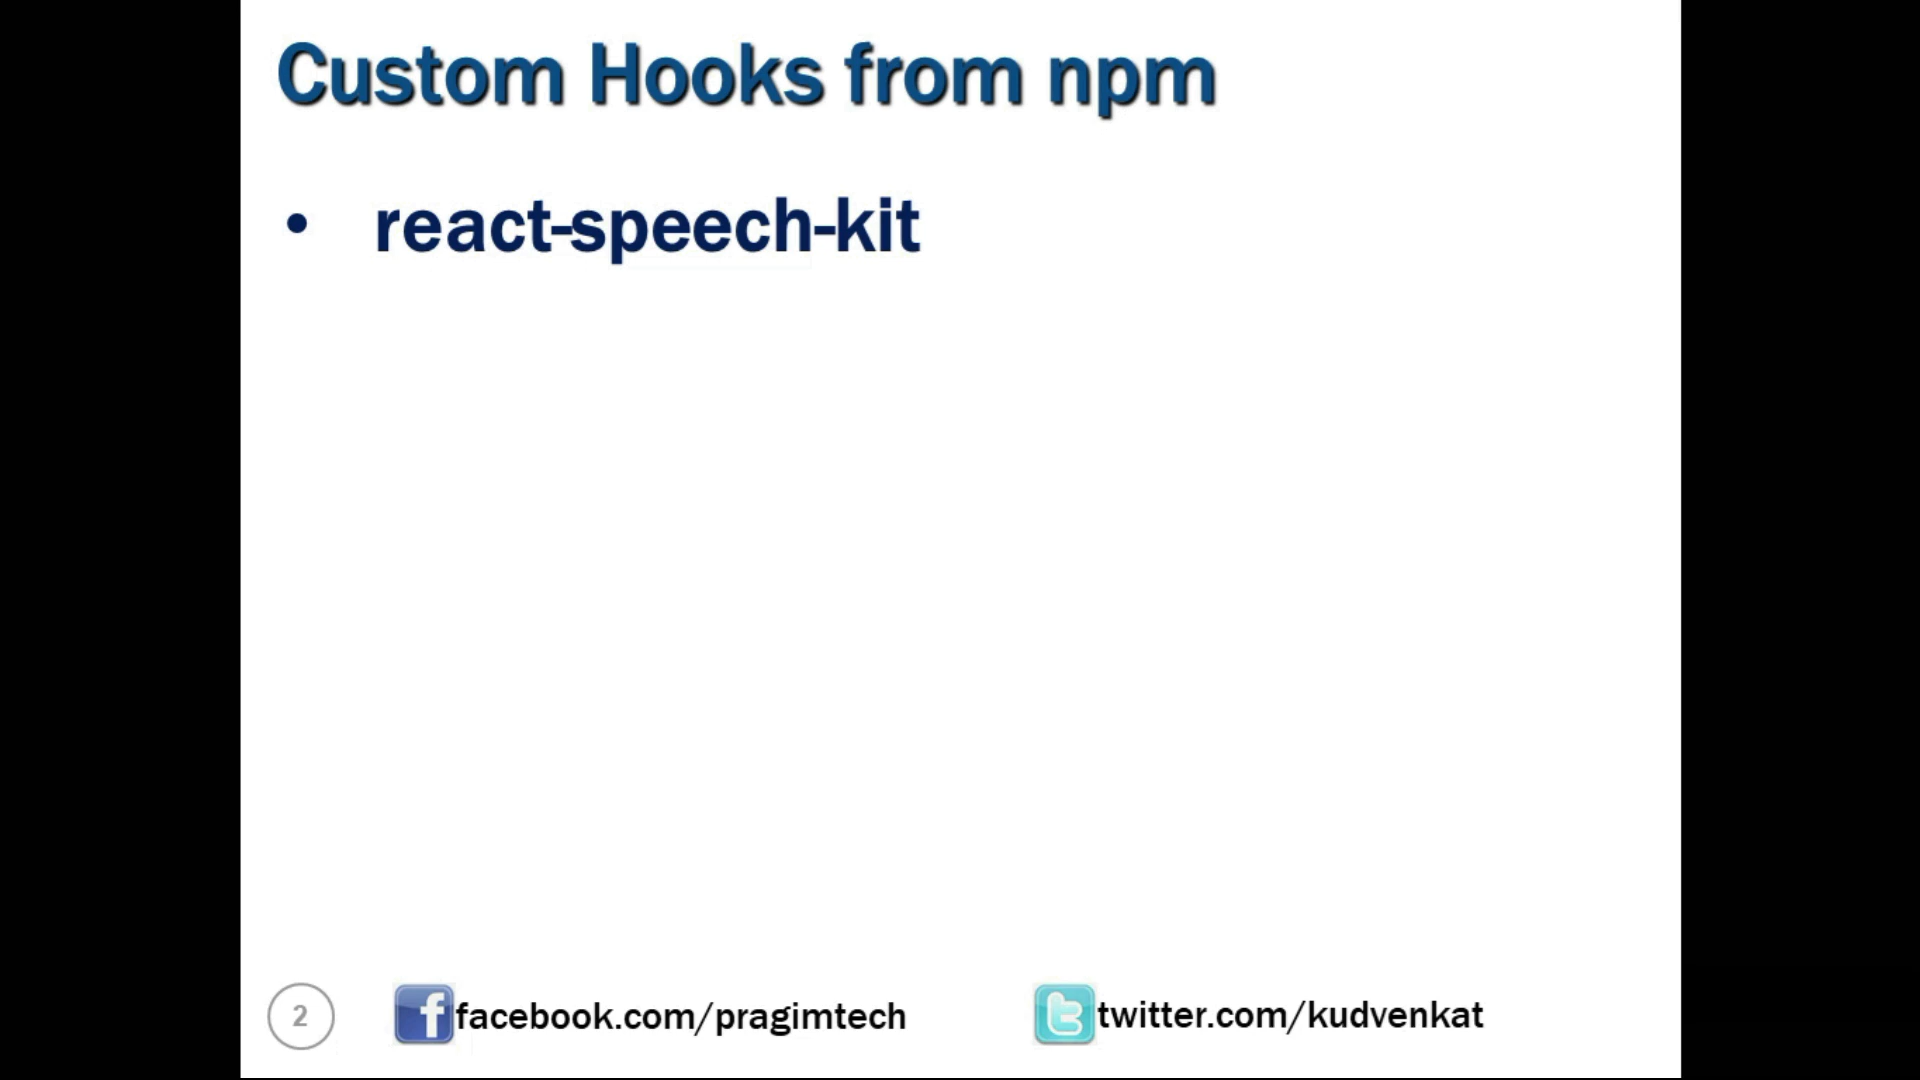 Custom Hooks from npm
• react-speech-kit
2 facebook.com/pragimtech twitter.com/kudvenkat